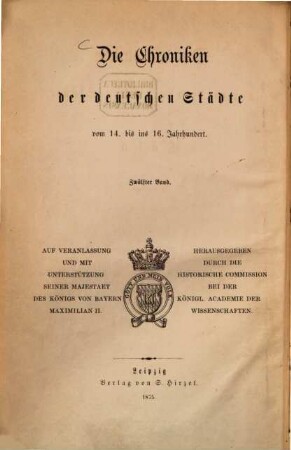 Die Chroniken
der deutschen Städte
vom 14. bis ins 16. Jahrhundert.
Zwölfter Band.
AUF VERANLASSUNG
UND MIT
UNTERSTÜTZUNG
SEINER MAJESTAET
DES KÖNIGS VON BAYERN
MAXIMILIAN II.
HERAUSGEGEBEN
DURCH DIE
HISTORISCHE COMMISSION
BEI DER
KÖNIGL. ACADEMIE DER
WISSENSCHAFTEN.
Leipzig
Verlag von S. Hirzel.
1875.